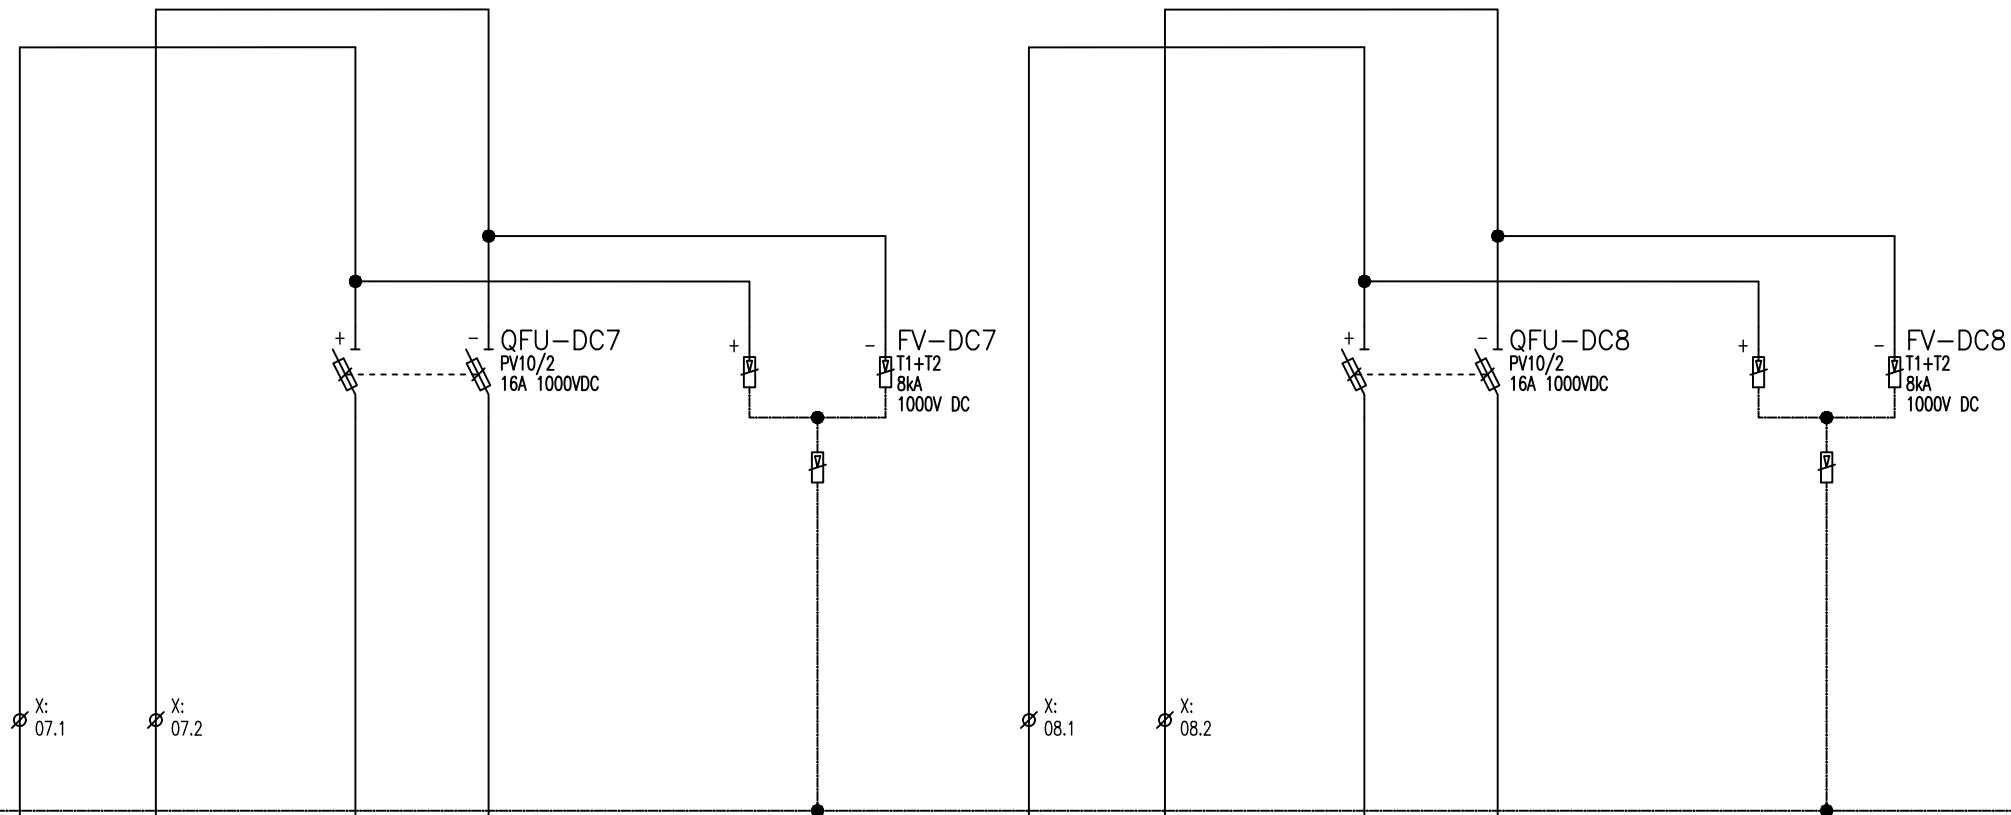 +
- QFU-DC7
PV10/2
16A 1000VDC
+
- FV-DC7
T1+T2
8kA
1000V DC
X:
07.1
X:
07.2
+
- QFU-DC8
PV10/2
16A 1000VDC
+
- FV-DC8
T1+T2
8kA
1000V DC
X:
08.1
X:
08.2